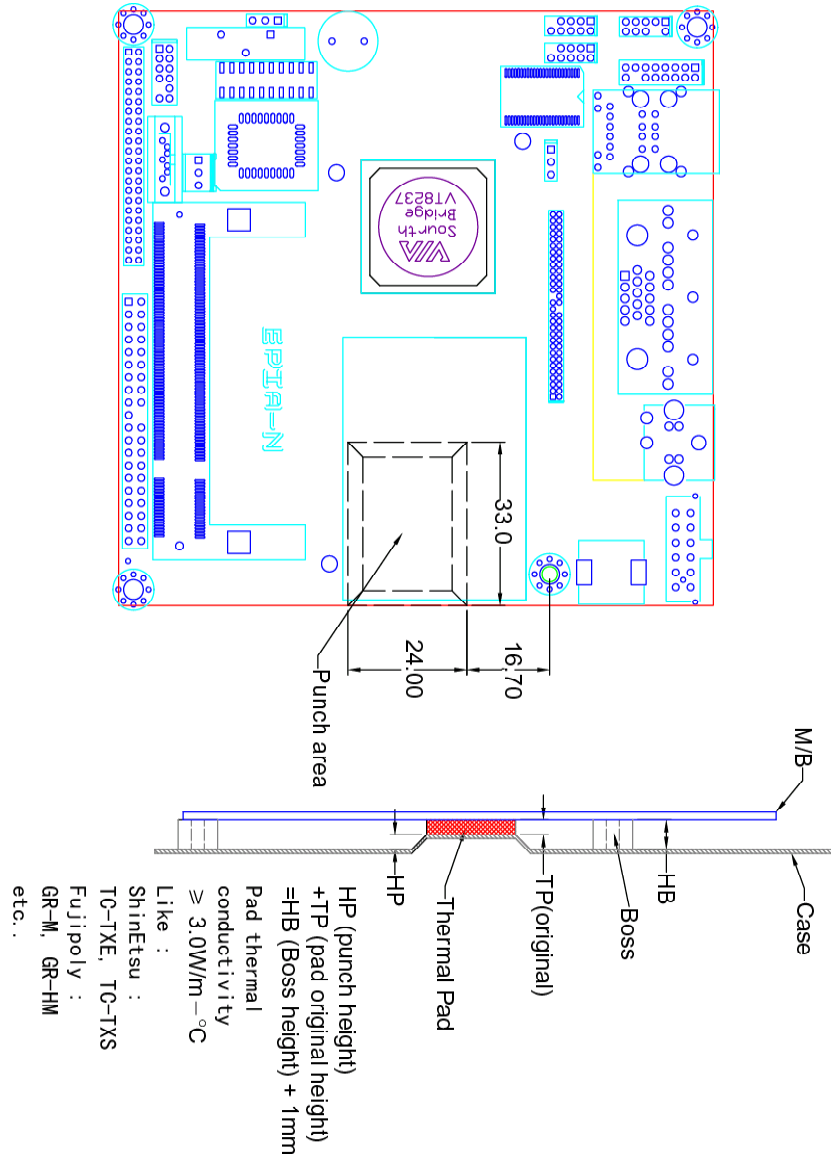 VIA
Sourth
Bridge
VT8237
EPIA-N
33.0
24.00
16.70
Punch area
M/B
Case
HB
Boss
TP(original)
Thermal Pad
HP
HP (punch height)
+TP (pad original height)
=HB (Boss height) + 1mm
Pad thermal
conductivity
≥ 3.0W/m-°C
Like :
ShinEtsu :
TC-TXE, TC-TXS
Fujipoly :
GR-M, GR-HM
etc..